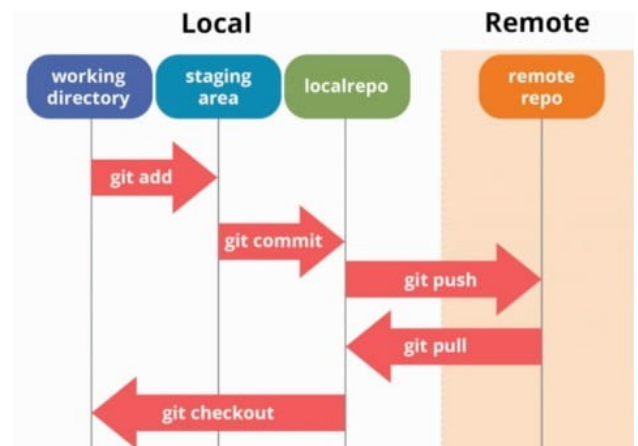 Local
Remote
working
directory
staging
area
localrepo
remote
repo
git add
git commit
git push
git pull
git checkout